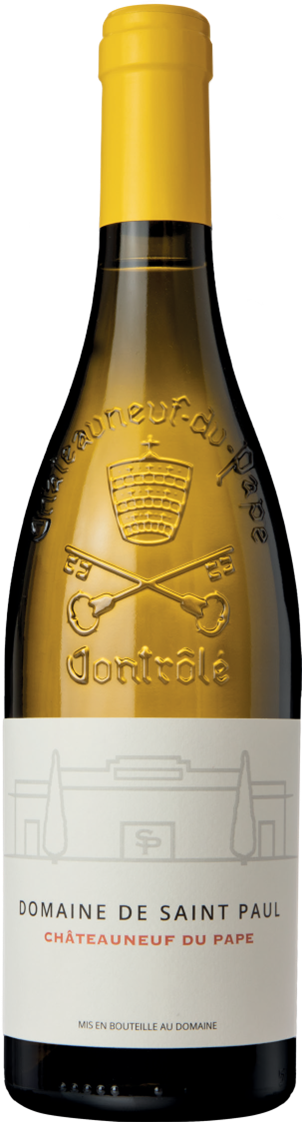 Châteauneuf-du-Pape
Contrôlé
SP
DOMAINE DE SAINT PAUL
CHÂTEAUNEUF DU PAPE
MIS EN BOUTEILLE AU DOMAINE